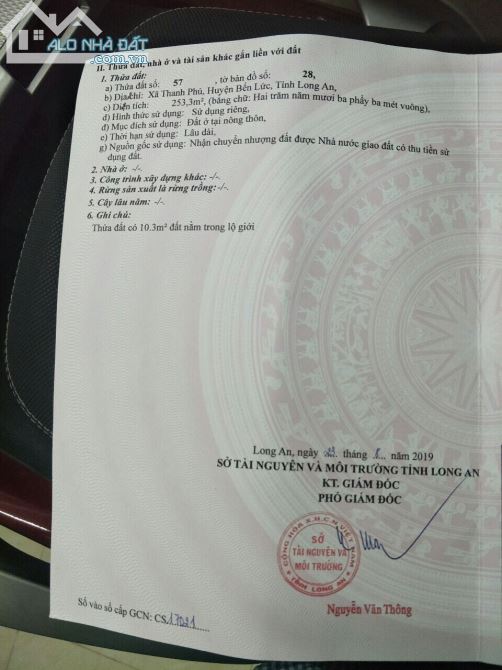 ALO NHÀ ĐẤT
II. Thửa đất, nhà ở và tài sản khác gắn liền với đất
1. Thửa đất:
a) Thửa đất số: 57 , tờ bản đồ số: 28,
b) Địa chỉ: Xã Thanh Phú, Huyện Bến Lức, Tỉnh Long An,
c) Diện tích: 253,3m², (bằng chữ: Hai trăm năm mươi ba phẩy ba mét vuông),
d) Hình thức sử dụng: Sử dụng riêng,
đ) Mục đích sử dụng: Đất ở tại nông thôn,
e) Thời hạn sử dụng: Lâu dài,
g) Nguồn gốc sử dụng: Nhận chuyển nhượng đất được Nhà nước giao đất có thu tiền sử
dụng đất.
2. Nhà ở: -/-.
3. Công trình xây dựng khác: -/-.
4. Rừng sản xuất là rừng trồng: -/-.
5. Cây lâu năm: -/-.
6. Ghi chú:
Thửa đất có 10.3m² đất nằm trong lộ giới
Long An, ngày tháng năm 2019
SỞ TÀI NGUYÊN VÀ MÔI TRƯỜNG TỈNH LONG AN
KT. GIÁM ĐỐC
PHÓ GIÁM ĐỐC
CỘNG HÒA X.H.C.N VIỆT NAM
SỞ
TÀI NGUYÊN VÀ
MÔI TRƯỜNG
TỈNH LONG AN
Nguyễn Văn Thông
Số vào sổ cấp GCN: CS 17021